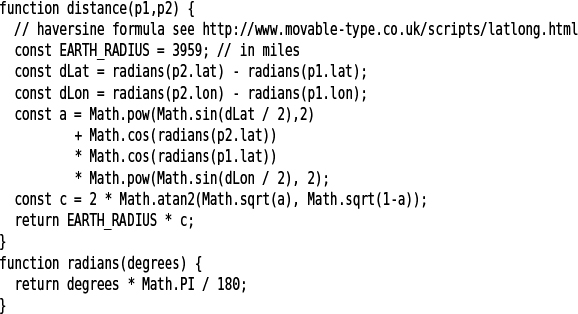 function distance(p1,p2) {
  // haversine formula see http://www.movable-type.co.uk/scripts/latlong.html
  const EARTH_RADIUS = 3959; // in miles
  const dLat = radians(p2.lat) - radians(p1.lat);
  const dLon = radians(p2.lon) - radians(p1.lon);
  const a = Math.pow(Math.sin(dLat / 2),2)
          + Math.cos(radians(p2.lat))
          * Math.cos(radians(p1.lat))
          * Math.pow(Math.sin(dLon / 2), 2);
  const c = 2 * Math.atan2(Math.sqrt(a), Math.sqrt(1-a));
  return EARTH_RADIUS * c;
}
function radians(degrees) {
  return degrees * Math.PI / 180;
}